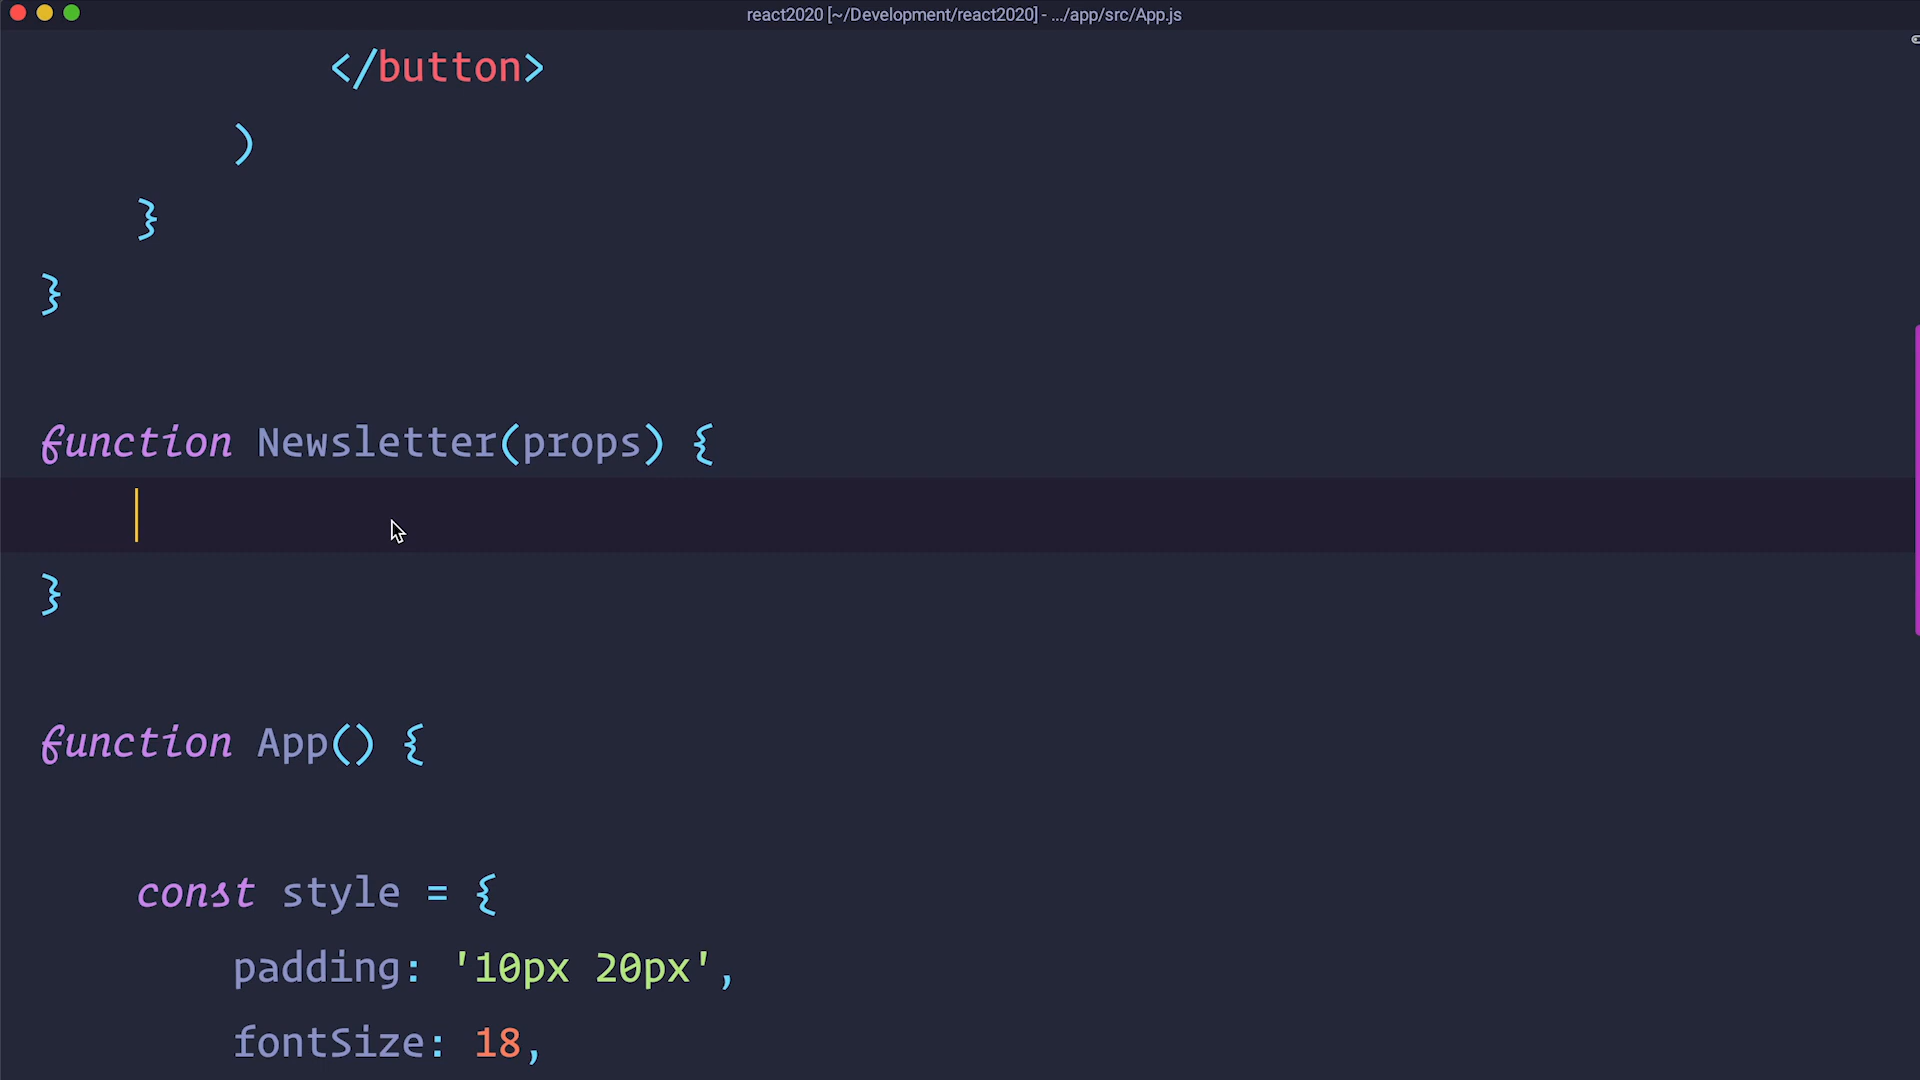 react2020 [~/Development/react2020] - .../app/src/App.js
</button>
)
}
}
function Newsletter(props) {
}
function App() {
const style = {
padding: '10px 20px',
fontSize: 18,